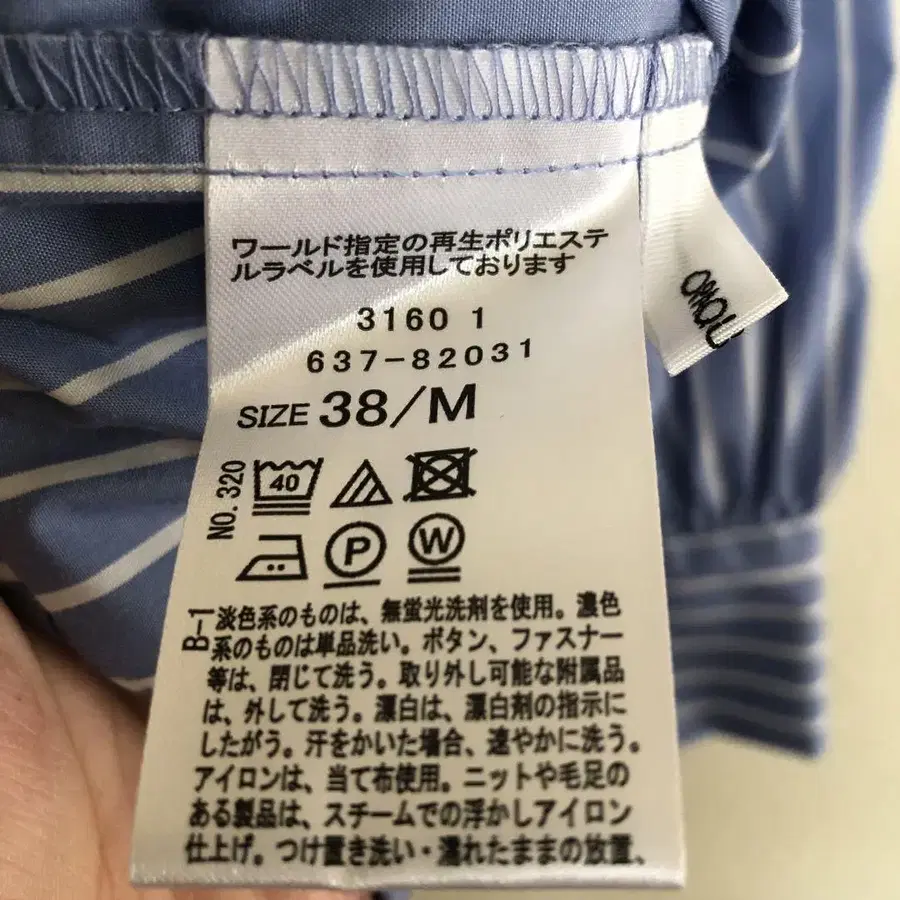 ワールド指定の再生ポリエステ
ルラベルを使用しております
3160 1
637-82031
SIZE 38/M
NO. 320
40
P
W
B-1
淡色系のものは、無蛍光洗剤を使用。濃色
系のものは単品洗い。ボタン、ファスナー
等は、閉じて洗う。取り外し可能な附属品
は、外して洗う。漂白は、漂白剤の指示に
したがう。汗をかいた場合、速やかに洗う。
アイロンは、当て布使用。ニットや毛足の
ある製品は、スチームでの浮かしアイロン
仕上げ。つけ置き洗い・濡れたままの放置、